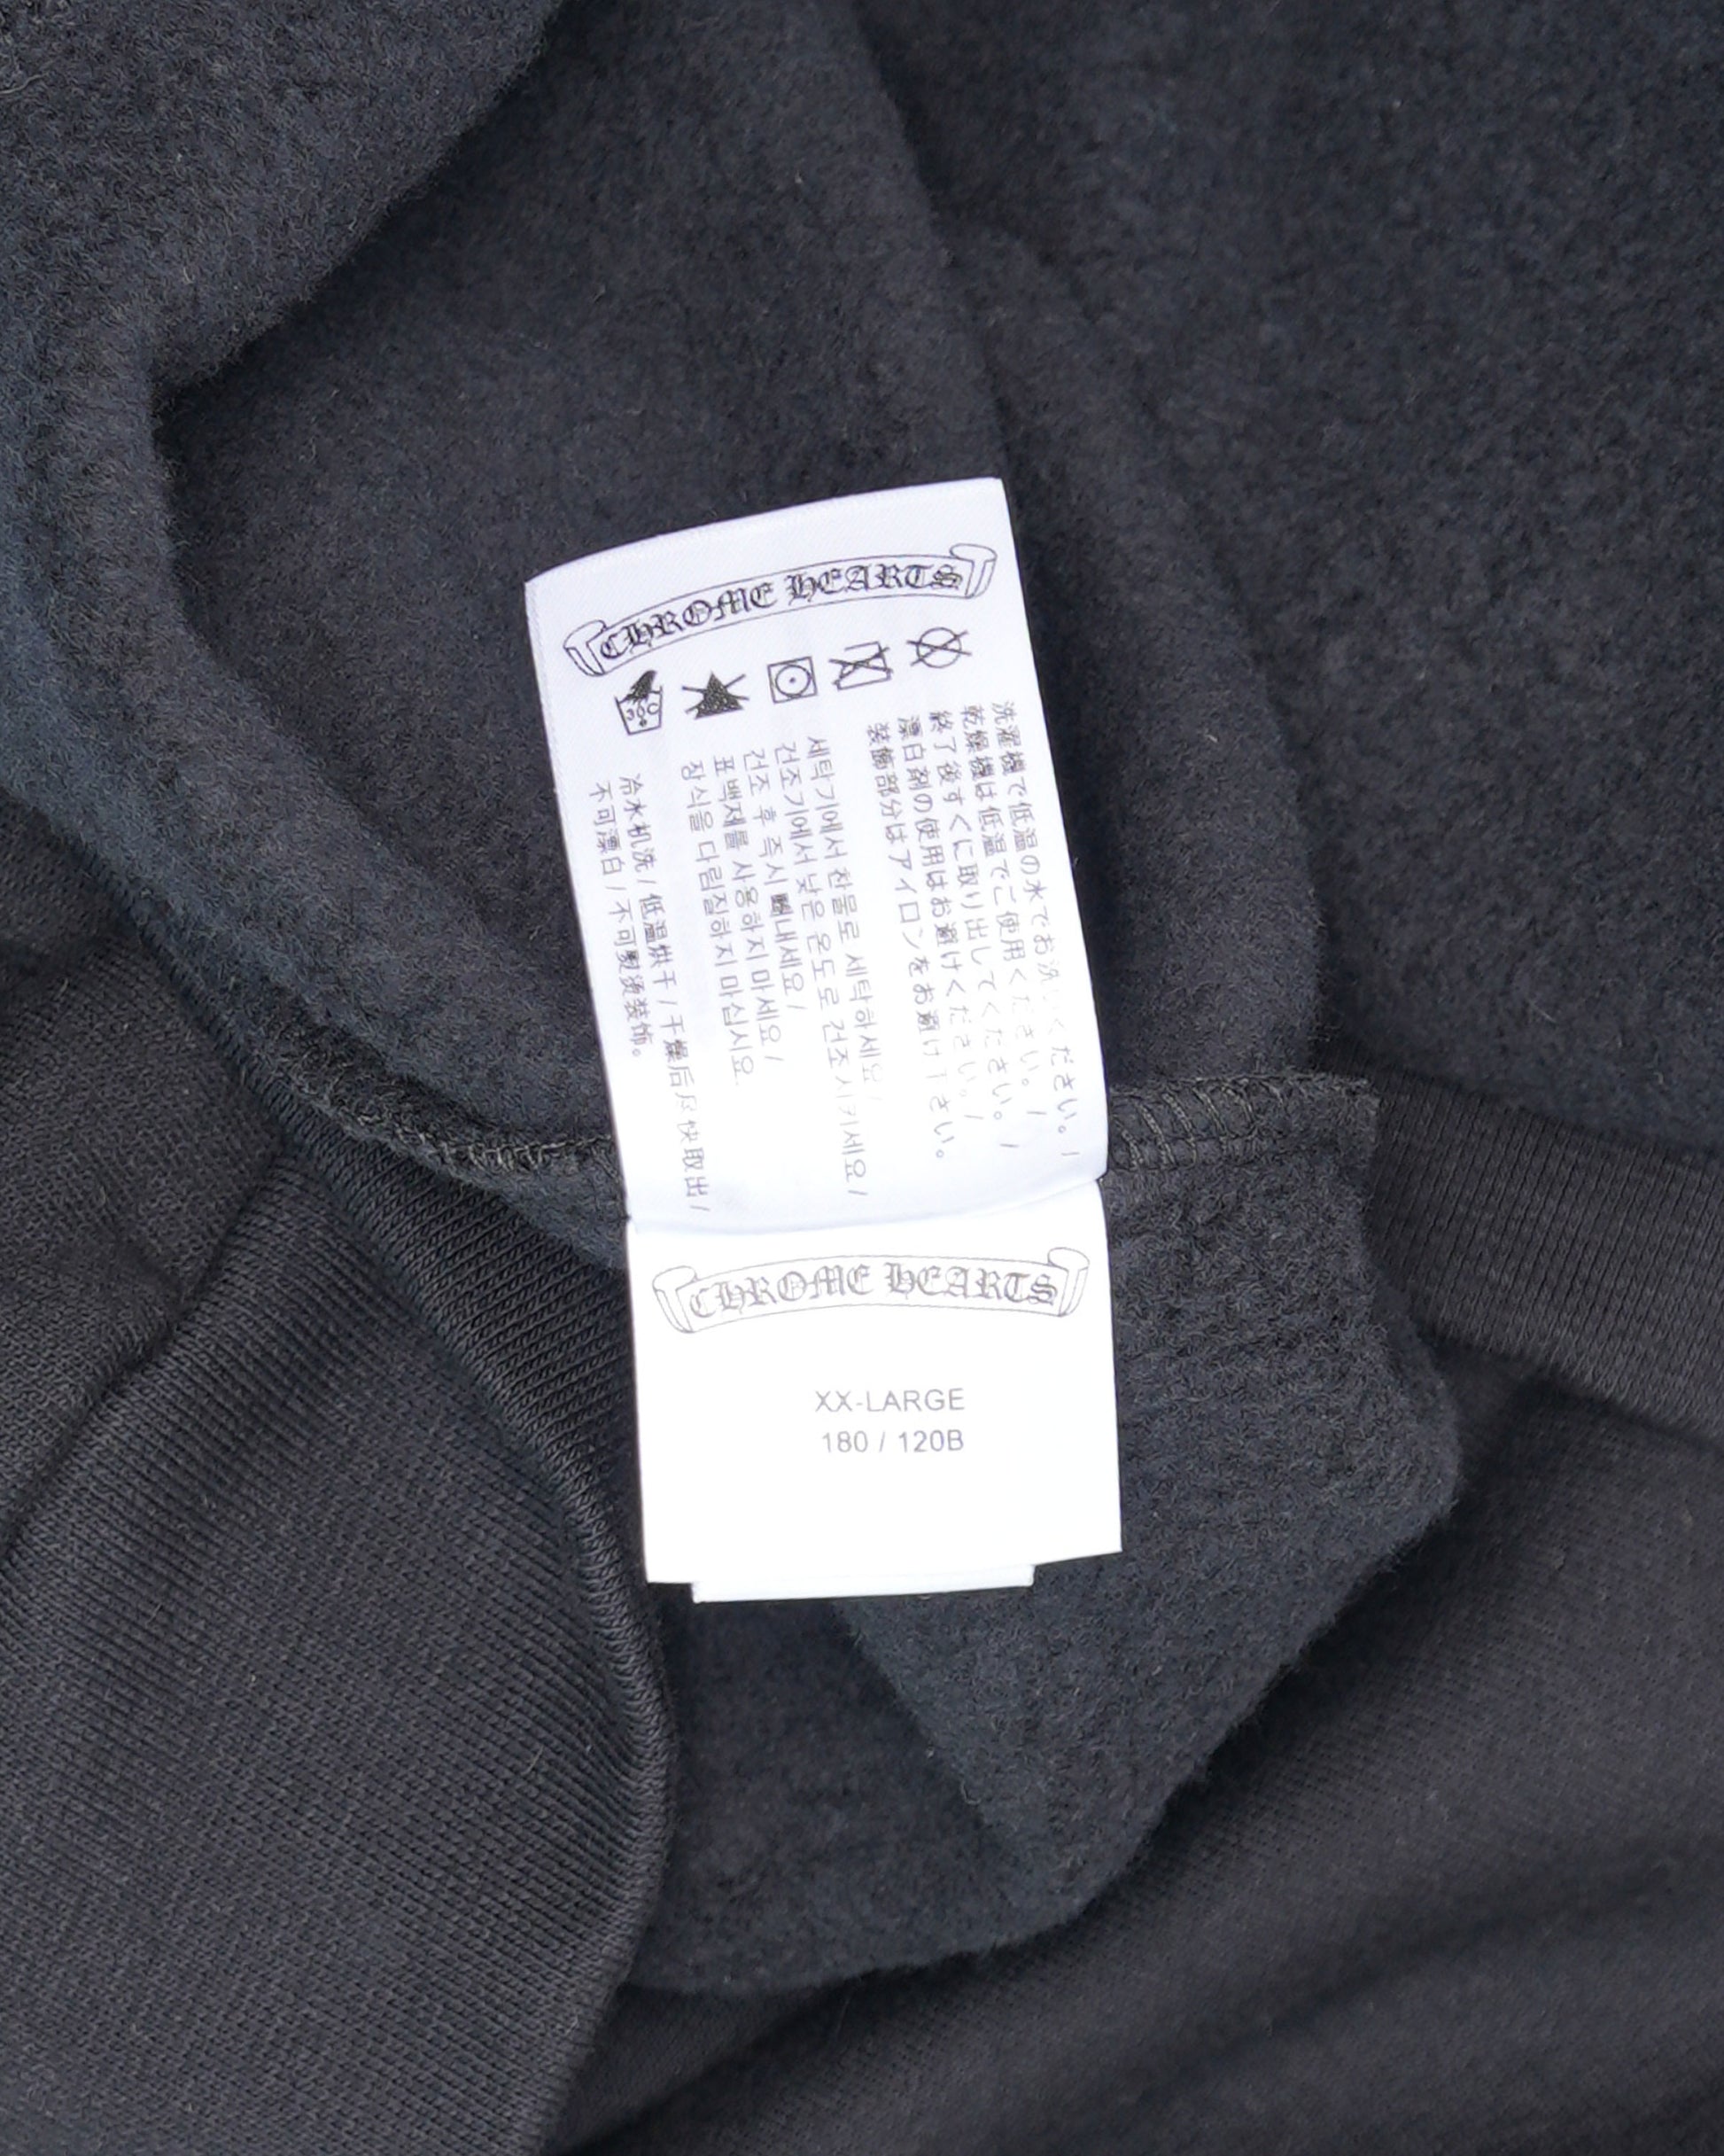 CHROME HEARTS
30C
洗濯機で低温の水でお洗いください。/
乾燥機は低温でご使用ください。/
終了後すぐに取り出してください。/
漂白剤の使用はお避けください。/
装飾部分はアイロンをお避け下さい。
세탁기에서 찬물로 세탁하세요/
건조기에서 낮은 온도로 건조시키세요/
건조 후 즉시 빼내세요/
표백제를 사용하지 마세요/
장식을 다림질하지 마십시요.
冷水机洗/低温烘干/干燥后尽快取出/
不可漂白/不可熨烫装饰。
CHROME HEARTS
XX-LARGE
180 / 120B